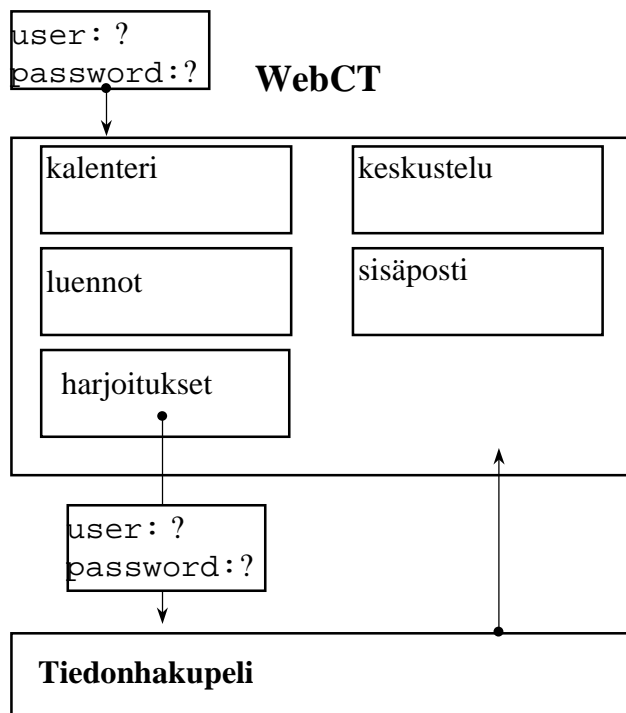 user: ?
password:?
WebCT
kalenteri
keskustelu
luennot
sisäposti
harjoitukset
user: ?
password:?
Tiedonhakupeli